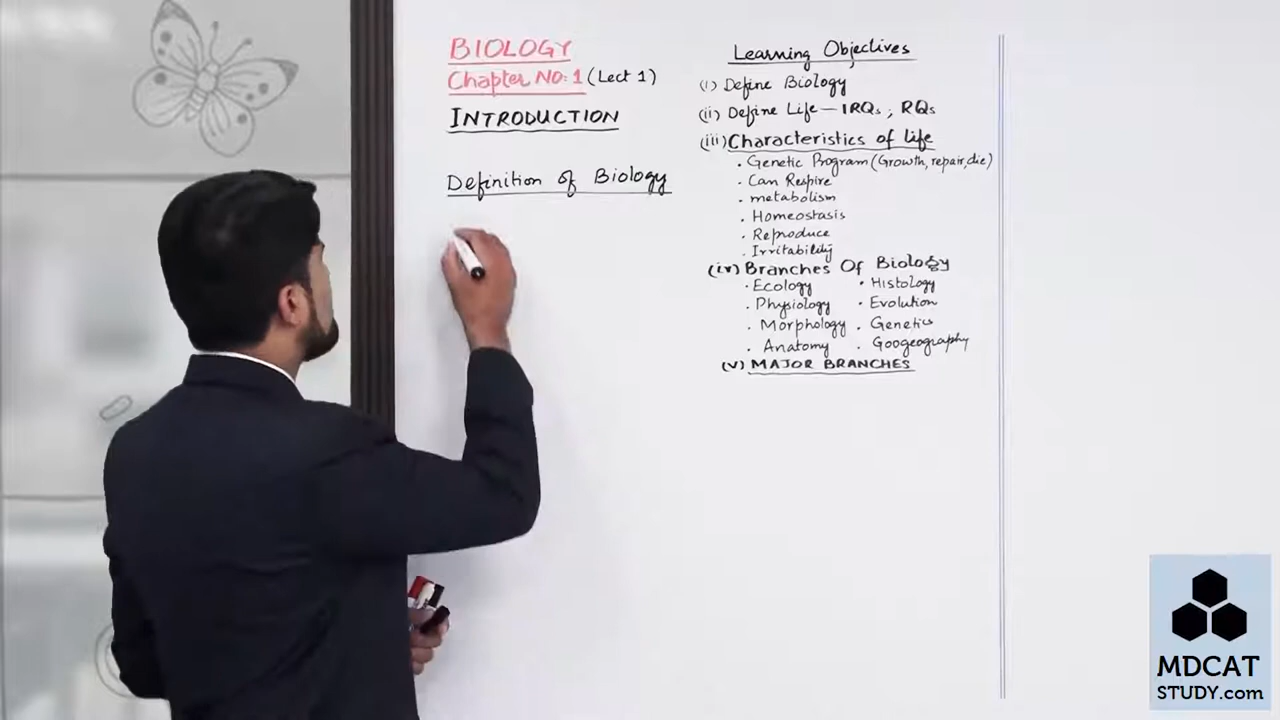 BIOLOGY
Chapter NO: 1 (Lect 1)
INTRODUCTION
Definition of Biology
Learning Objectives
(i) Define Biology
(ii) Define Life — IRQs, RQs
(iii) Characteristics of life
. Genetic Program (Growth, repair, die)
. Can Respire
. metabolism
. Homeostasis
. Reproduce
. Irritability
(iv) Branches Of Biology
. Ecology . Histology
. Physiology . Evolution
. Morphology . Genetics
. Anatomy . Googeography
(v) MAJOR BRANCHES
MDCAT
STUDY.com